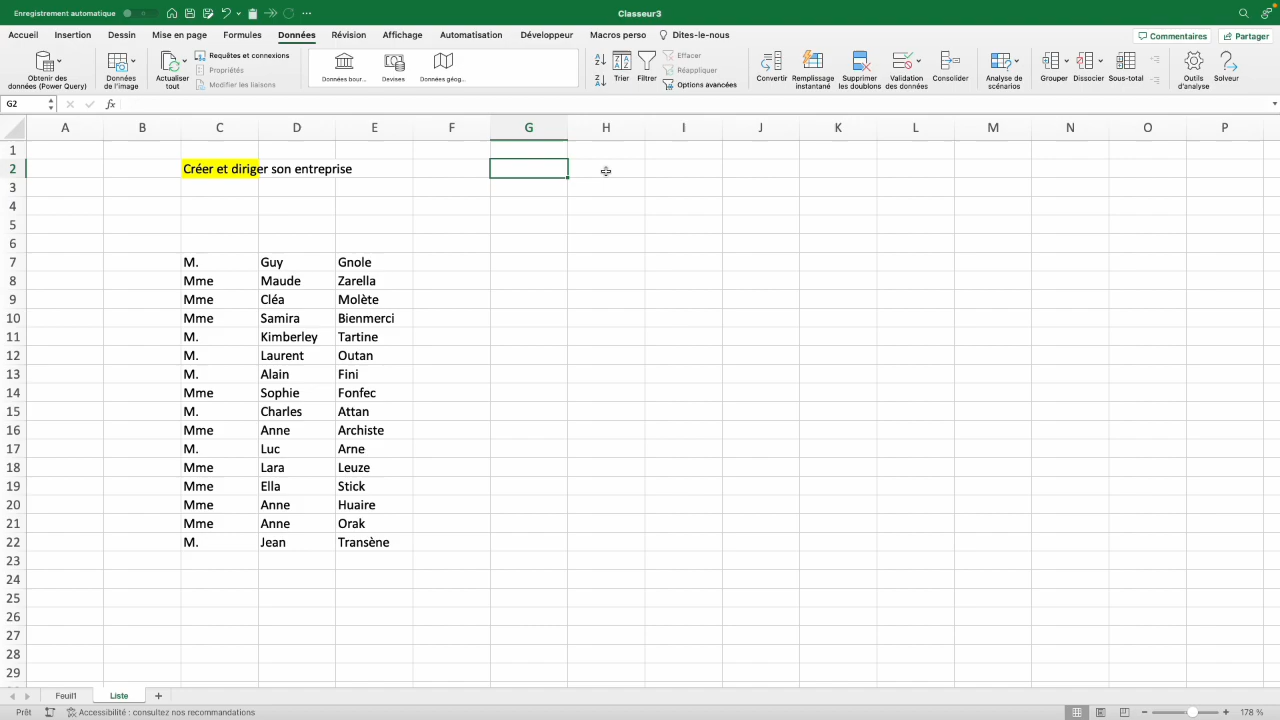 Enregistrement automatique
Classeur3
Accueil Insertion Dessin Mise en page Formules Données Révision Affichage Automatisation Développeur Macros perso Dites-le-nous Commentaires Partager
Obtenir des données (Power Query)
Données de l'image
Actualiser tout
Requêtes et connexions
Propriétés
Modifier les liaisons
Données bour...
Devises
Données géog...
Trier
Filtrer
Effacer
Réappliquer
Options avancées
Convertir
Remplissage instantané
Supprimer les doublons
Validation des données
Consolider
Analyse de scénarios
Grouper
Dissocier
Sous-total
Outils d'analyse
Solveur
G2 fx
A B C D E F G H I J K L M N O P
1
2 Créer et diriger son entreprise
3
4
5
6
7 M. Guy Gnole
8 Mme Maude Zarella
9 Mme Cléa Molète
10 Mme Samira Bienmerci
11 M. Kimberley Tartine
12 M. Laurent Outan
13 M. Alain Fini
14 Mme Sophie Fonfec
15 M. Charles Attan
16 Mme Anne Archiste
17 M. Luc Arne
18 Mme Lara Leuze
19 Mme Ella Stick
20 Mme Anne Huaire
21 Mme Anne Orak
22 M. Jean Transène
23
24
25
26
27
28
29
Feuil1 Liste +
Prêt Accessibilité : consultez nos recommandations 178 %